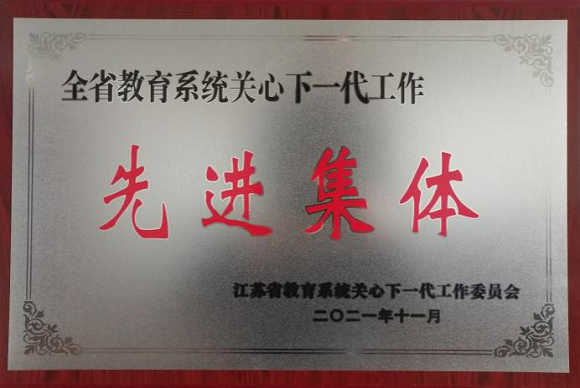 全省教育系统关心下一代工作
先进集体
江苏省教育系统关心下一代工作委员会
二〇二一年十一月